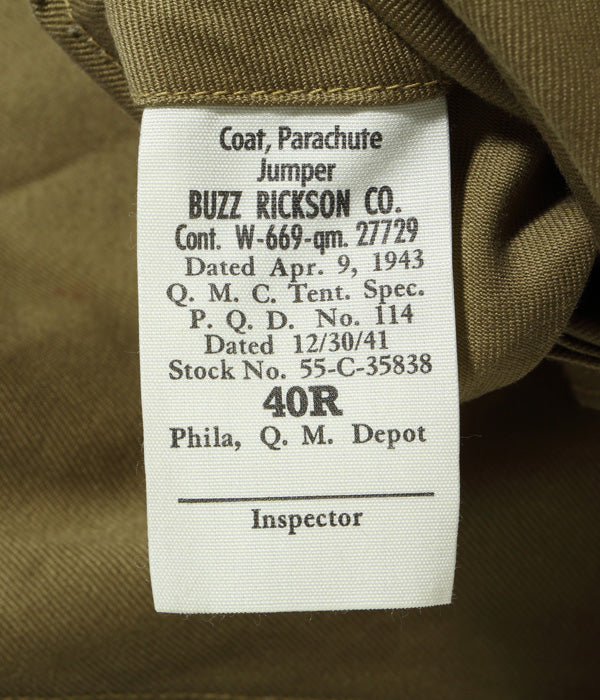 Coat, Parachute
Jumper
BUZZ RICKSON CO.
Cont. W-669-qm. 27729
Dated Apr. 9, 1943
Q. M. C. Tent. Spec.
P. Q. D. No. 114
Dated 12/30/41
Stock No. 55-C-35838
40R
Phila, Q. M. Depot
Inspector